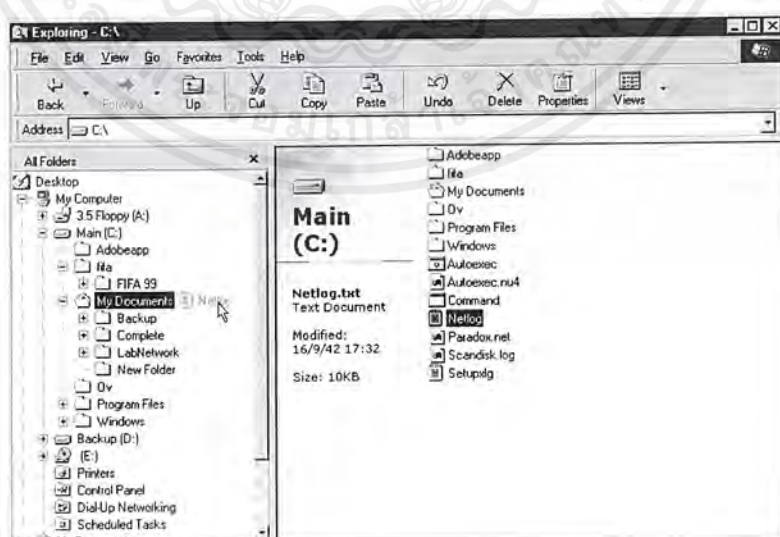 Exploring - C:\
File Edit View Go Favorites Tools Help
Back Forward Up Cut Copy Paste Undo Delete Properties Views
Address C:\
All Folders
Desktop
My Computer
3.5 Floppy (A:)
Main (C:)
Adobeapp
fifa
FIFA 99
My Documents
Backup
Complete
LabNetwork
New Folder
Ov
Program Files
Windows
Backup (D:)
(E:)
Printers
Control Panel
Dial-Up Networking
Scheduled Tasks
Main
(C:)
Netlog.txt
Text Document
Modified:
16/9/42 17:32
Size: 10KB
Adobeapp
fifa
My Documents
Ov
Program Files
Windows
Autoexec
Autoexec.nu4
Command
Netlog
Paradox.net
Scandisk.log
Setupxlg